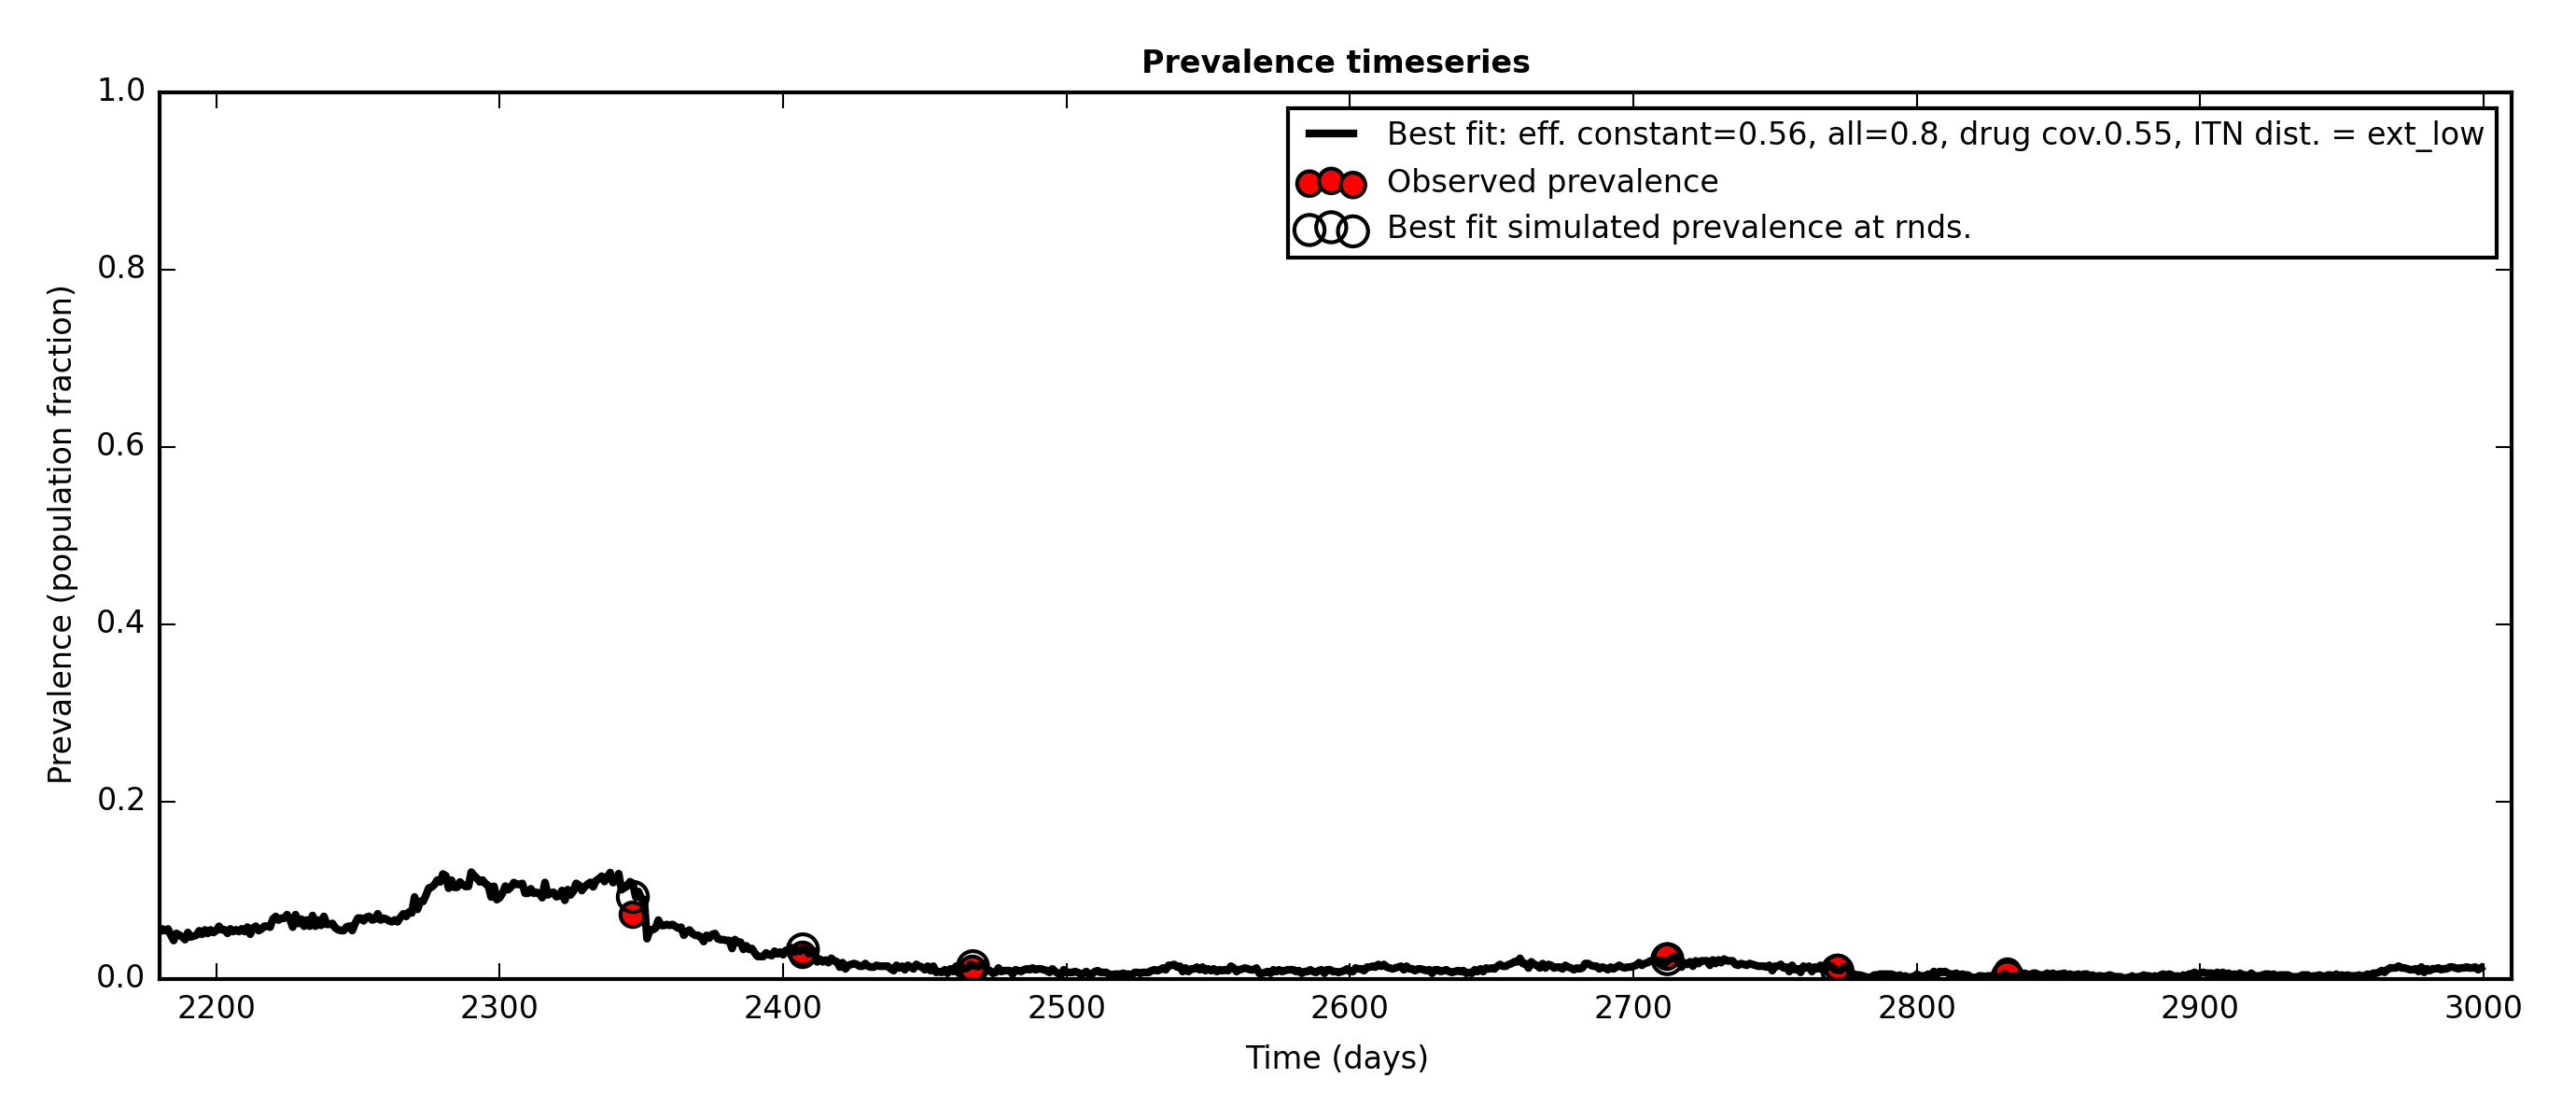 Prevalence timeseries
1.0
0.8
0.6
0.4
0.2
0.0
Prevalence (population fraction)
Best fit: eff. constant=0.56, all=0.8, drug cov.0.55, ITN dist. = ext_low
Observed prevalence
Best fit simulated prevalence at rnds.
2200 2300 2400 2500 2600 2700 2800 2900 3000
Time (days)